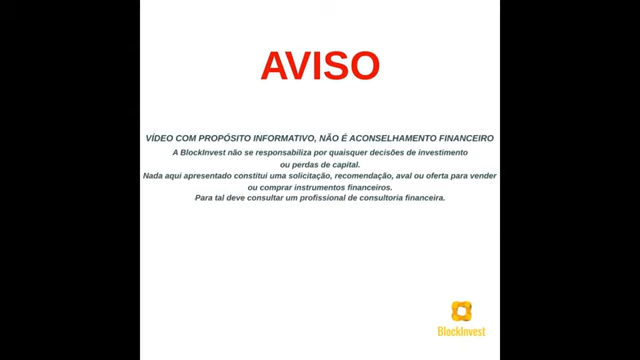 AVISO
VÍDEO COM PROPÓSITO INFORMATIVO, NÃO É ACONSELHAMENTO FINANCEIRO
A BlockInvest não se responsabiliza por quaisquer decisões de investimento
ou perdas de capital.
Nada aqui apresentado constitui uma solicitação, recomendação, aval ou oferta para vender
ou comprar instrumentos financeiros.
Para tal deve consultar um profissional de consultoria financeira.
BlockInvest